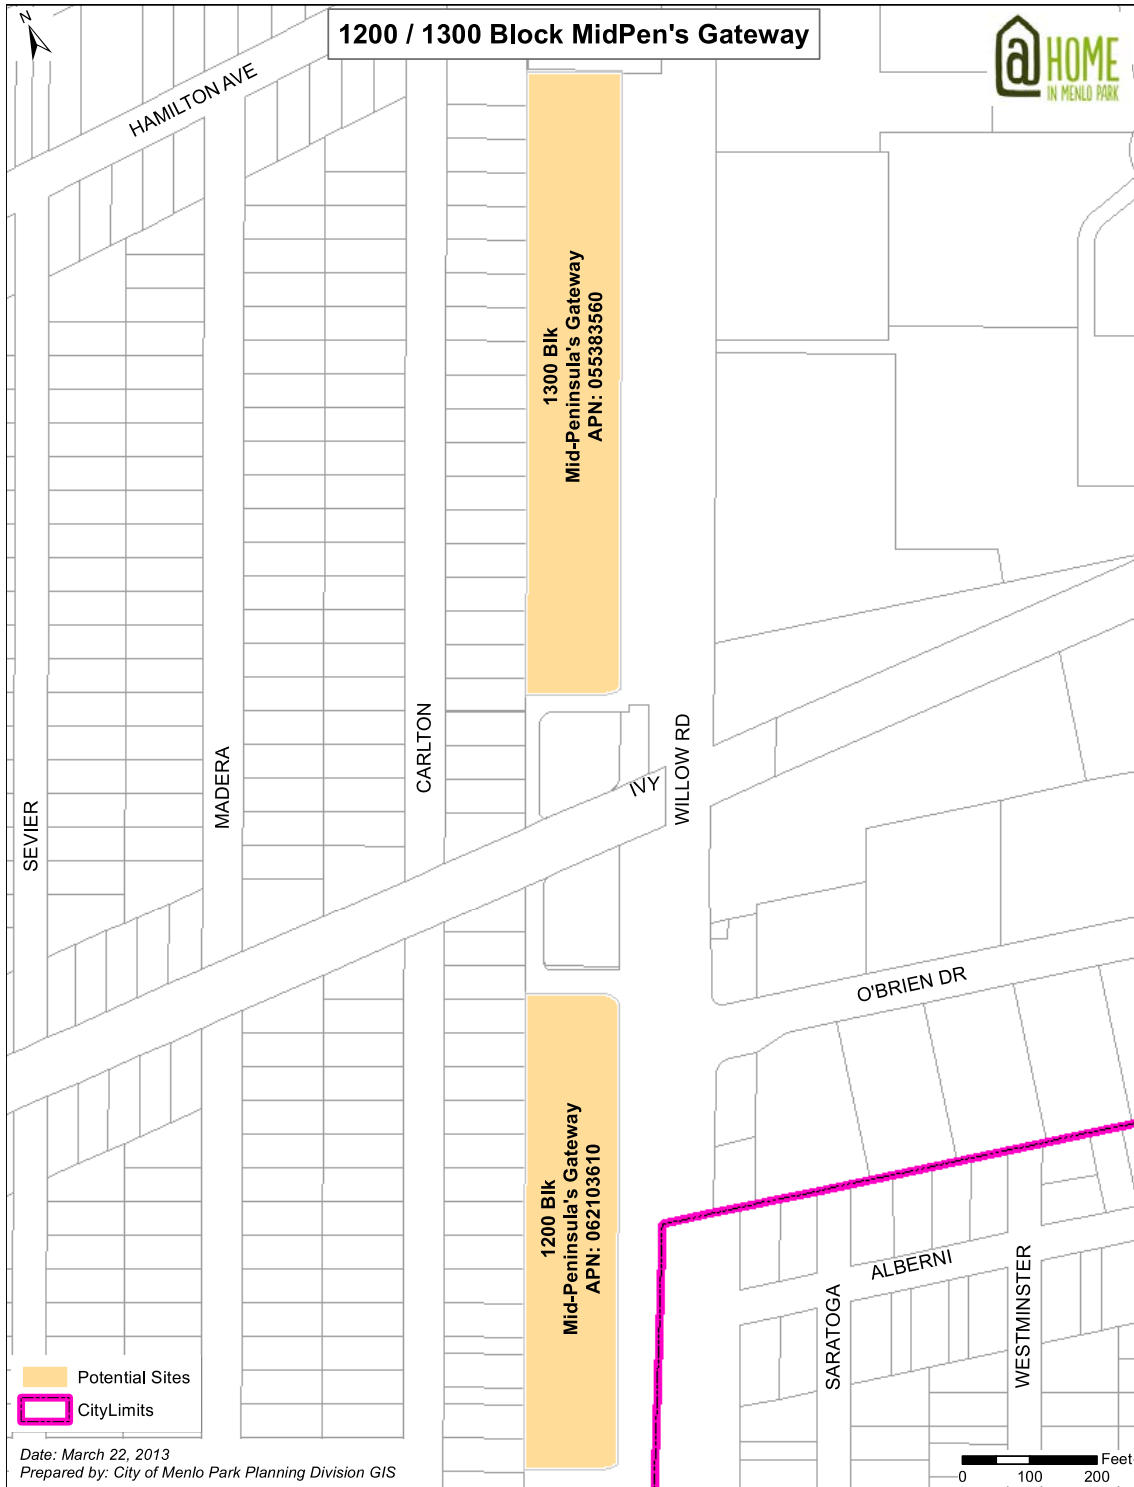 N
1200 / 1300 Block MidPen's Gateway
@ HOME
IN MENLO PARK
HAMILTON AVE
1300 Blk
Mid-Peninsula's Gateway
APN: 055383560
SEVIER
MADERA
CARLTON
IVY
WILLOW RD
O'BRIEN DR
1200 Blk
Mid-Peninsula's Gateway
APN: 062103610
ALBERNI
SARATOGA
WESTMINSTER
Potential Sites
CityLimits
Date: March 22, 2013
Prepared by: City of Menlo Park Planning Division GIS
Feet
0 100 200